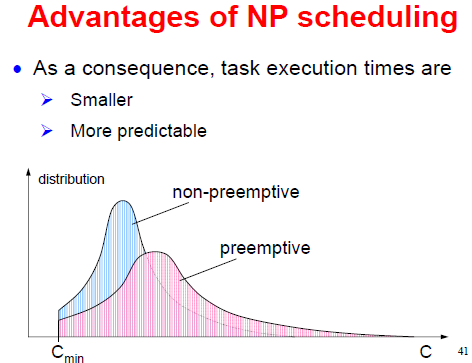 Advantages of NP scheduling
• As a consequence, task execution times are
➢ Smaller
➢ More predictable
distribution
non-preemptive
preemptive
Cmin
C
41